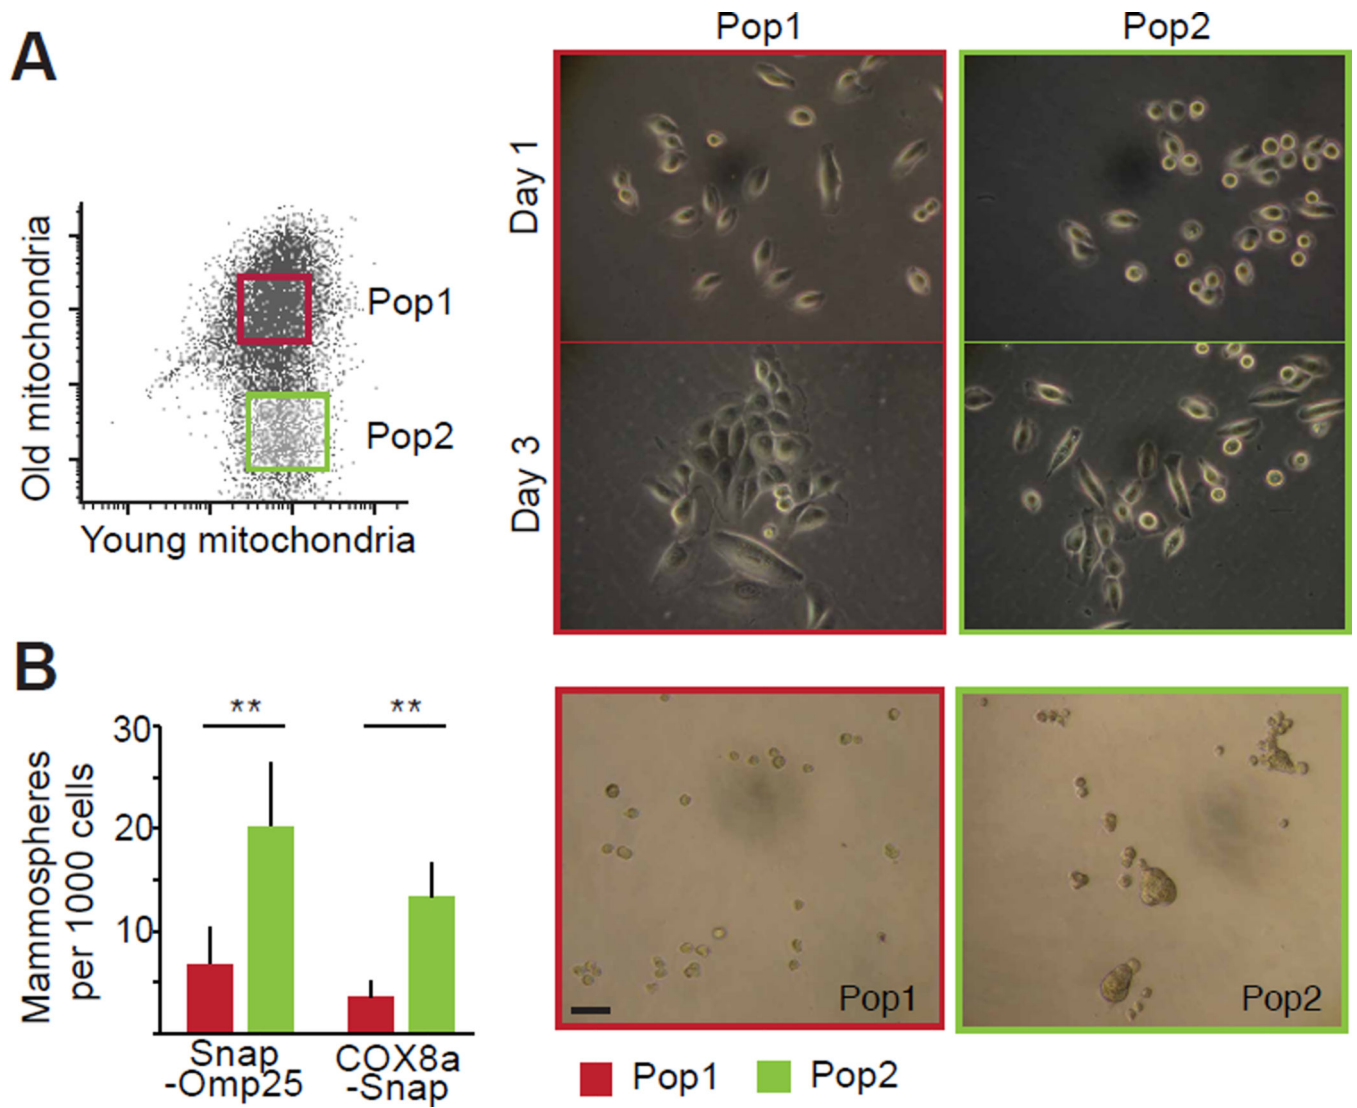 A
Pop1
Pop2
Old mitochondria
Pop1
Pop2
Young mitochondria
Day 1
Day 3
B
Mammospheres
per 1000 cells
30
20
10
**
**
Snap
-Omp25
COX8a
-Snap
Pop1
Pop2
Pop1
Pop2